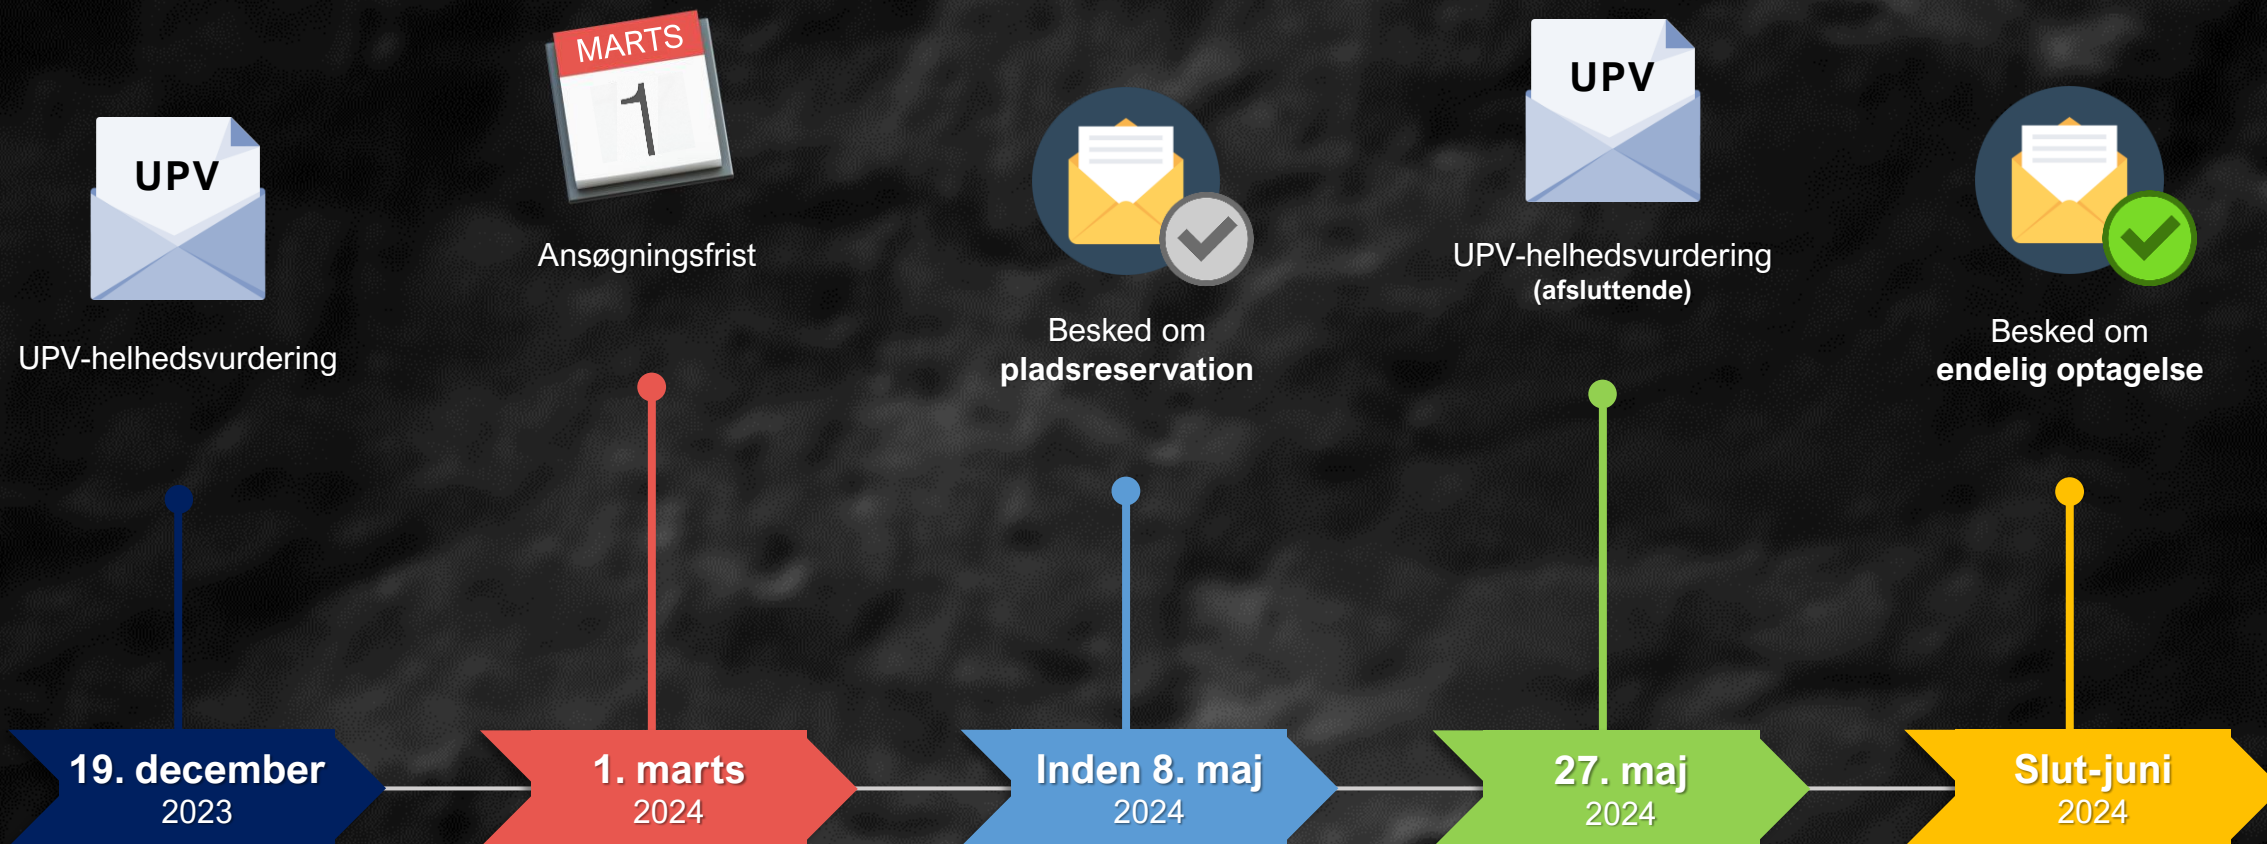 UPV
UPV-helhedsvurdering
19. december
2023
MARTS
1
Ansøgningsfrist
1. marts
2024
Besked om
pladsreservation
Inden 8. maj
2024
UPV
UPV-helhedsvurdering
(afsluttende)
27. maj
2024
Besked om
endelig optagelse
Slut-juni
2024